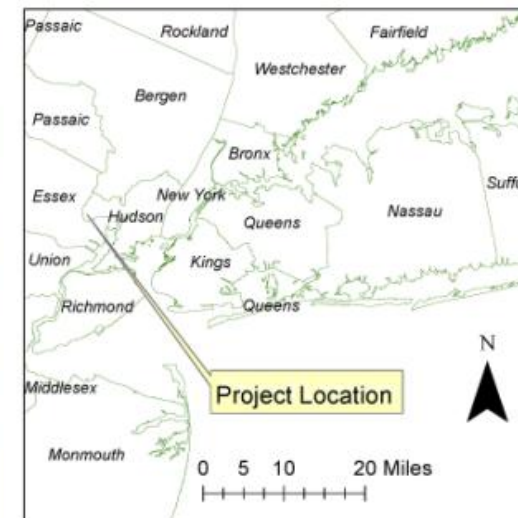 Passaic
Rockland
Fairfield
Westchester
Bergen
Passaic
Bronx
Essex
New York
Suff
Hudson
Queens
Nassau
Union
Kings
Richmond
Queens
N
Project Location
Middlesex
Monmouth
0 5 10 20 Miles